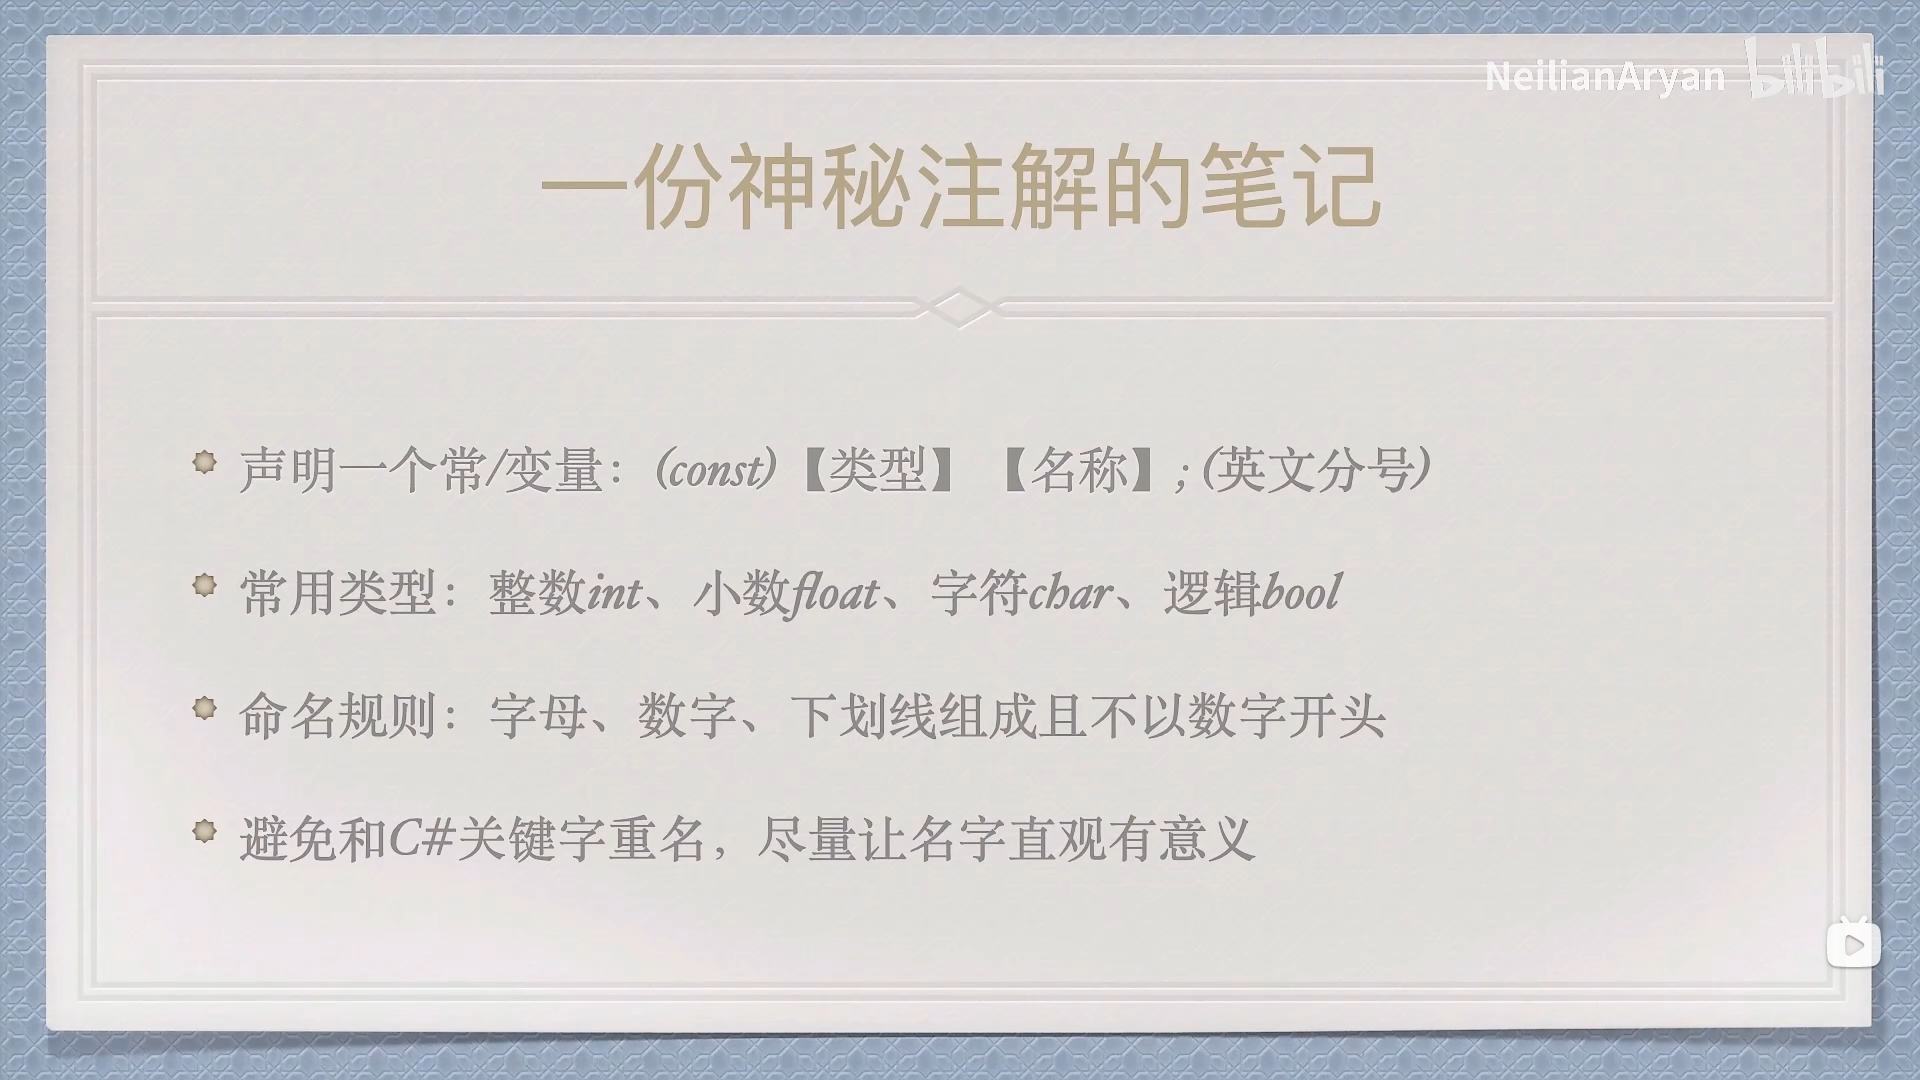 NeilianAryan bilibili
一份神秘注解的笔记
声明一个常/变量：(const)【类型】【名称】; (英文分号)
常用类型：整数int、小数float、字符char、逻辑bool
命名规则：字母、数字、下划线组成且不以数字开头
避免和C#关键字重名，尽量让名字直观有意义